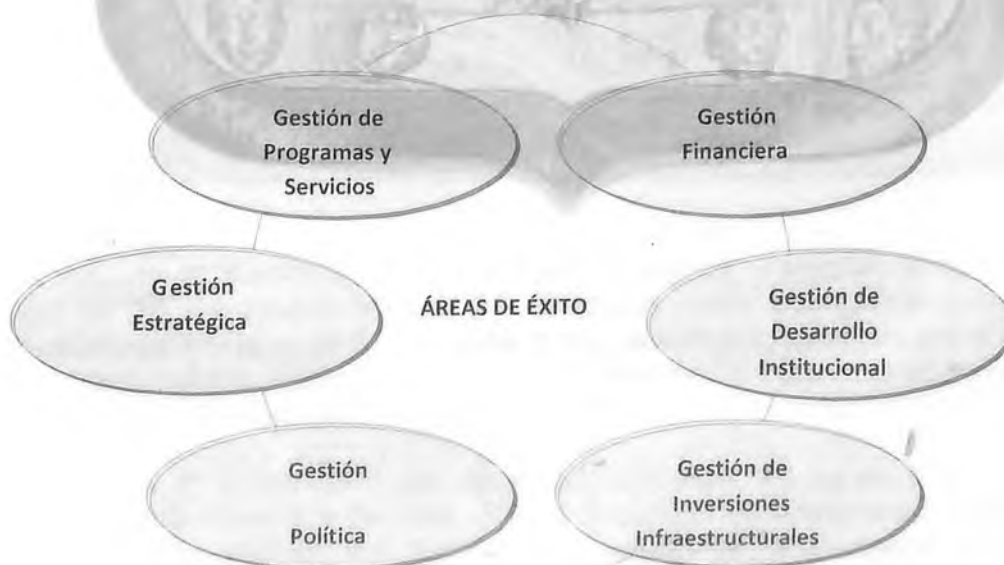 Gestión de
Programas y
Servicios
Gestión
Financiera
Gestión
Estratégica
ÁREAS DE ÉXITO
Gestión de
Desarrollo
Institucional
Gestión
Política
Gestión de
Inversiones
Infraestructurales